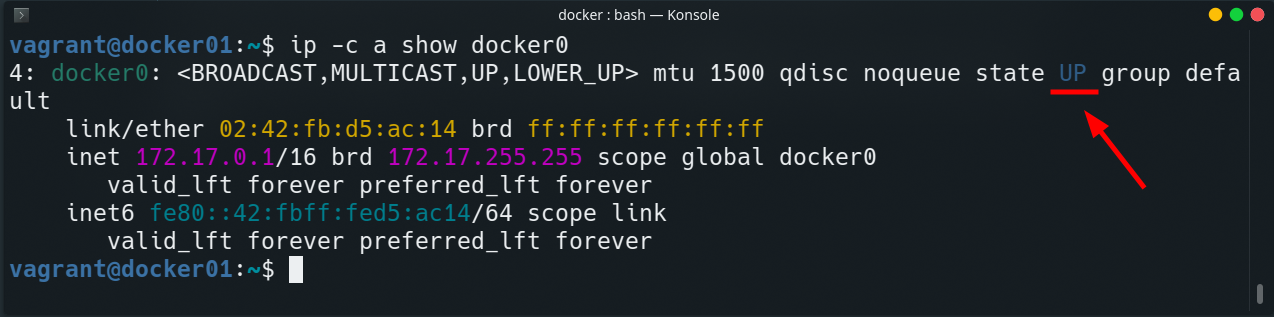 docker : bash — Konsole
vagrant@docker01:~$ ip -c a show docker0
4: docker0: <BROADCAST,MULTICAST,UP,LOWER_UP> mtu 1500 qdisc noqueue state UP group defa
ult
    link/ether 02:42:fb:d5:ac:14 brd ff:ff:ff:ff:ff:ff
    inet 172.17.0.1/16 brd 172.17.255.255 scope global docker0
       valid_lft forever preferred_lft forever
    inet6 fe80::42:fbff:fed5:ac14/64 scope link
       valid_lft forever preferred_lft forever
vagrant@docker01:~$